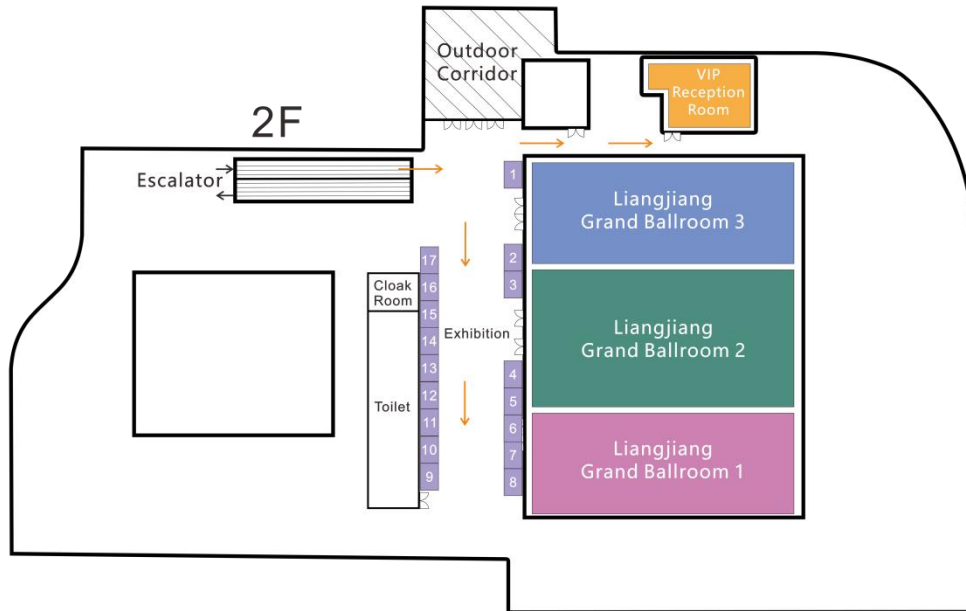 Outdoor
Corridor
VIP
Reception
Room
2F
Escalator
1
Liangjiang
Grand Ballroom 3
17
2
16
3
Cloak
Room
15
Exhibition
14
Liangjiang
Grand Ballroom 2
13
4
12
5
Toilet
11
6
10
7
Liangjiang
Grand Ballroom 1
9
8